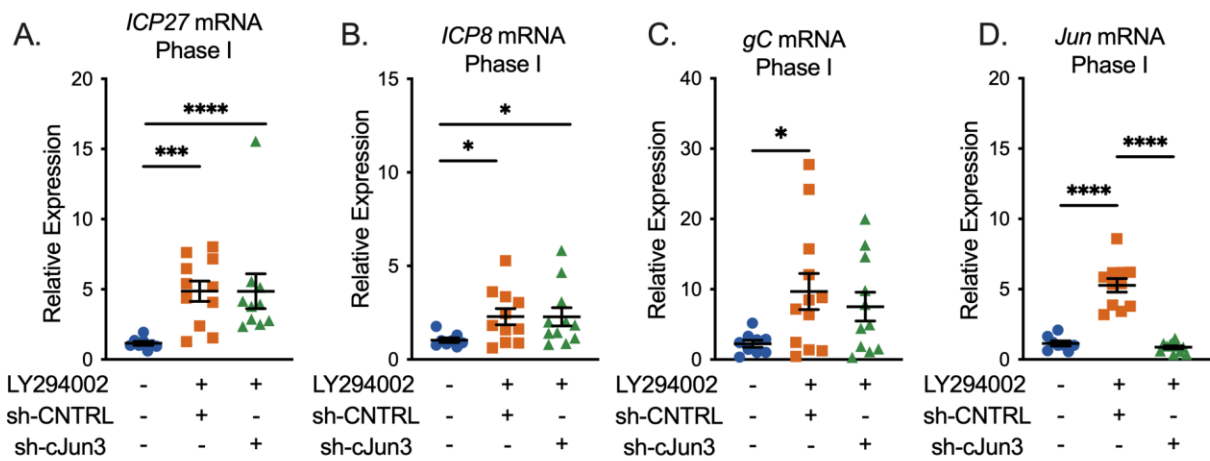 A.
ICP27 mRNA
Phase I
Relative Expression
20
15
10
5
0
****
***
B.
ICP8 mRNA
Phase I
Relative Expression
15
10
5
0
*
*
C.
gC mRNA
Phase I
Relative Expression
40
30
20
10
0
*
D.
Jun mRNA
Phase I
Relative Expression
20
15
10
5
0
****
****
LY294002 - + +
sh-CNTRL - + -
sh-cJun3 - - +
LY294002 - + +
sh-CNTRL - + -
sh-cJun3 - - +
LY294002 - + +
sh-CNTRL - + -
sh-cJun3 - - +
LY294002 - + +
sh-CNTRL - + -
sh-cJun3 - - +